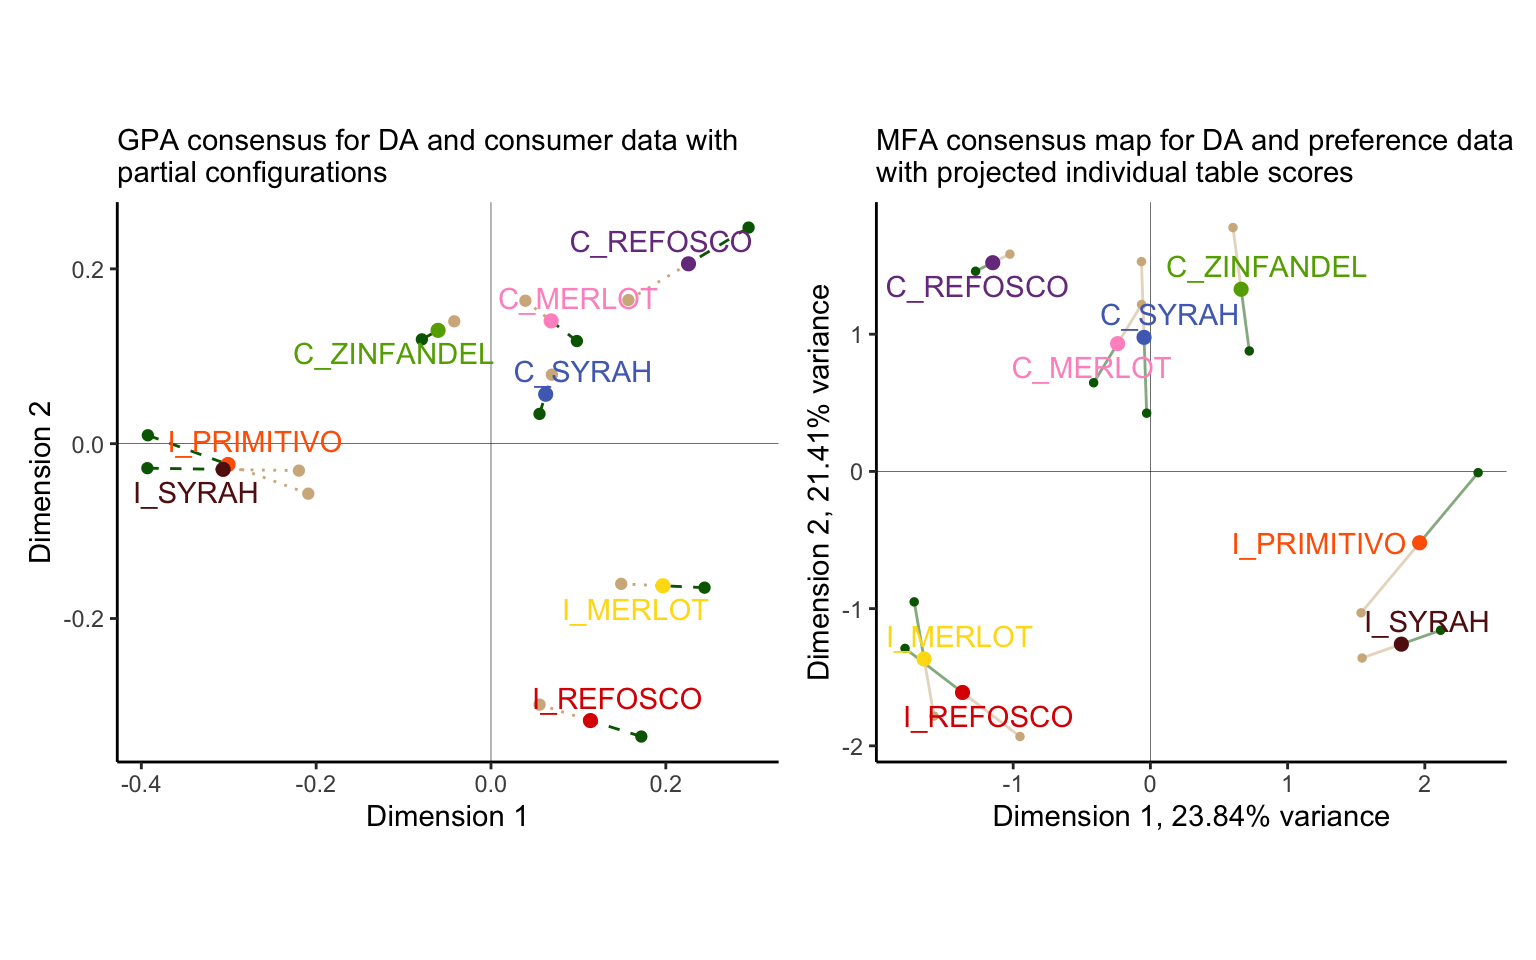 GPA consensus for DA and consumer data with
partial configurations
C_REFOSCO
C_MERLOT
C_ZINFANDEL
C_SYRAH
I_PRIMITIVO
I_SYRAH
I_MERLOT
I_REFOSCO
0.2
0.0
-0.2
Dimension 2
-0.4
-0.2
0.0
0.2
Dimension 1
MFA consensus map for DA and preference data
with projected individual table scores
C_ZINFANDEL
C_REFOSCO
C_SYRAH
C_MERLOT
I_PRIMITIVO
I_SYRAH
I_MERLOT
I_REFOSCO
1
0
-1
-2
Dimension 2, 21.41% variance
-1
0
1
2
Dimension 1, 23.84% variance